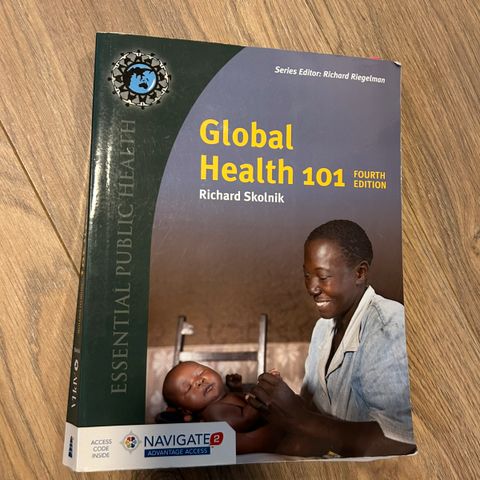 Series Editor: Richard Riegelman
Global
Health 101 FOURTH
EDITION
Richard Skolnik
ESSENTIAL PUBLIC HEALTH
ACCESS
CODE
INSIDE
NAVIGATE 2
ADVANTAGE ACCESS